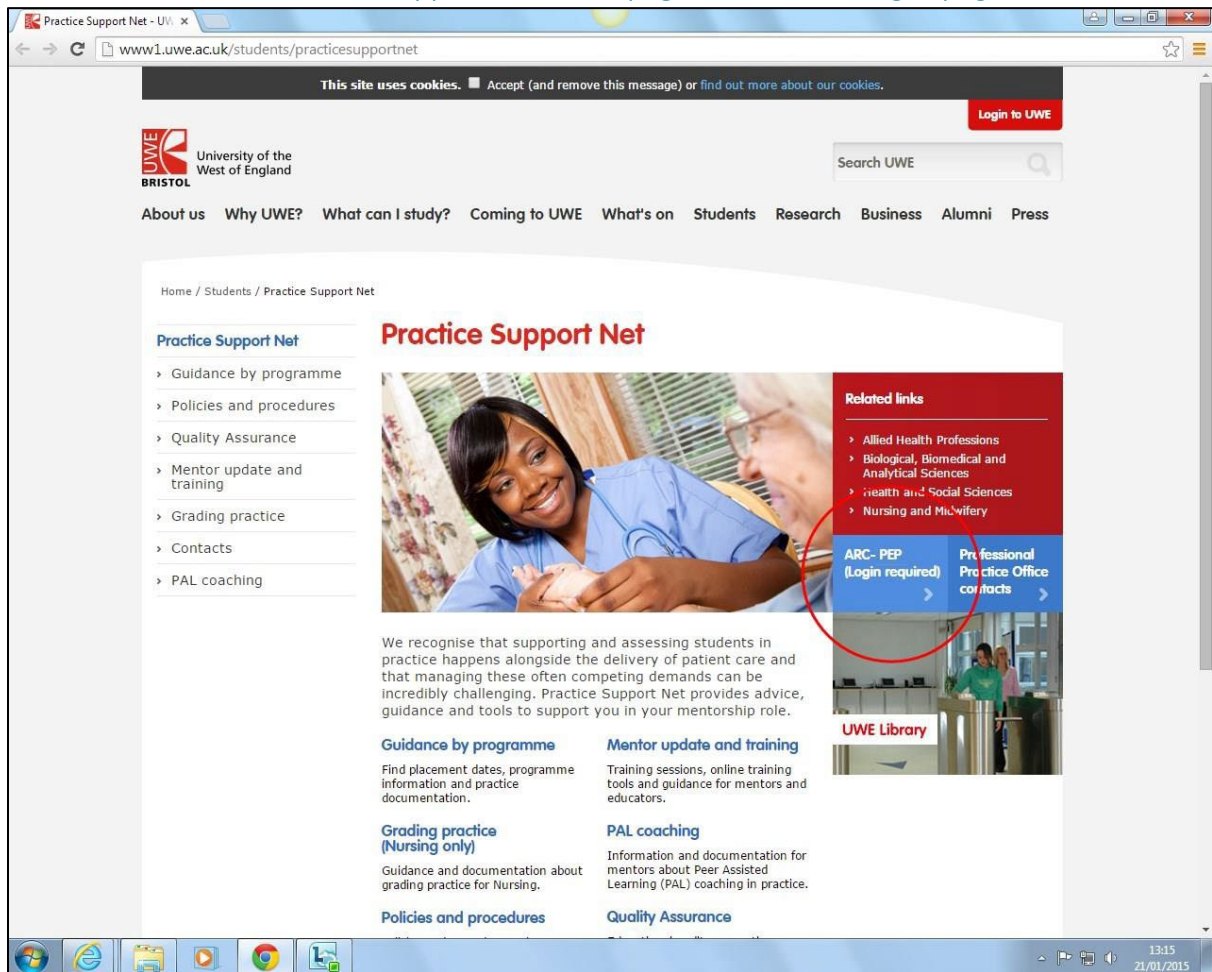 Practice Support Net - UW
www1.uwe.ac.uk/students/practicesupportnet
This site uses cookies. Accept (and remove this message) or find out more about our cookies.
Login to UWE
UWE
BRISTOL
University of the
West of England
Search UWE
About us Why UWE? What can I study? Coming to UWE What's on Students Research Business Alumni Press
Home / Students / Practice Support Net
Practice Support Net
› Guidance by programme
› Policies and procedures
› Quality Assurance
› Mentor update and
training
› Grading practice
› Contacts
› PAL coaching
Practice Support Net
Related links
› Allied Health Professions
› Biological, Biomedical and
Analytical Sciences
› Health and Social Sciences
› Nursing and Midwifery
ARC- PEP
(Login required)
Professional
Practice Office
contacts
UWE Library
We recognise that supporting and assessing students in
practice happens alongside the delivery of patient care and
that managing these often competing demands can be
incredibly challenging. Practice Support Net provides advice,
guidance and tools to support you in your mentorship role.
Guidance by programme
Find placement dates, programme
information and practice
documentation.
Mentor update and training
Training sessions, online training
tools and guidance for mentors and
educators.
Grading practice
(Nursing only)
Guidance and documentation about
grading practice for Nursing.
PAL coaching
Information and documentation for
mentors about Peer Assisted
Learning (PAL) coaching in practice.
Policies and procedures
Quality Assurance
13:15
21/01/2015